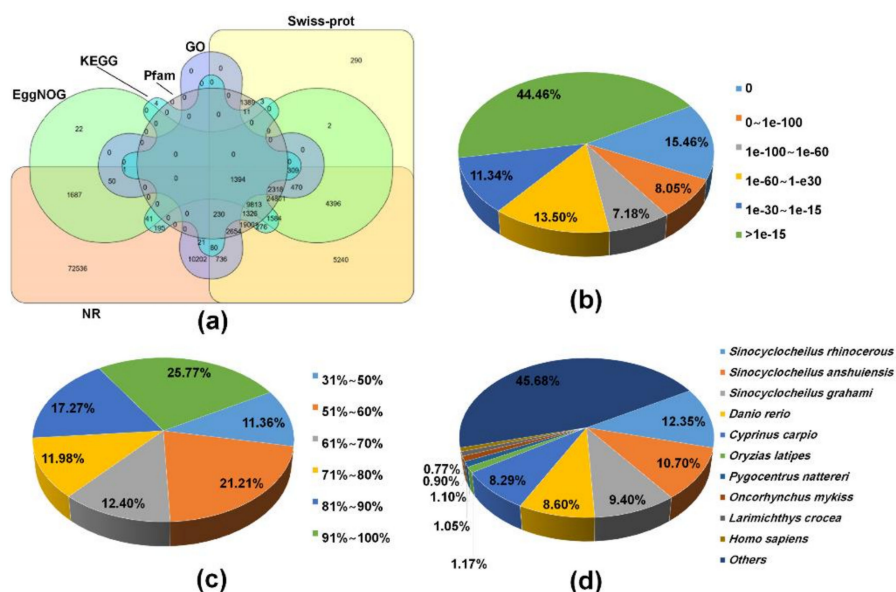 Swiss-prot
GO
KEGG
Pfam
EggNOG
290
22
2
1389
11
3
4
0
309
470
50
1394
2318
24801
9813
1326
1584
276
230
2654
21
80
10202
736
41
195
1687
4396
72536
5240
NR
(a)
44.46%
15.46%
8.05%
7.18%
13.50%
11.34%
0
0~1e-100
1e-100~1e-60
1e-60~1-e30
1e-30~1e-15
>1e-15
(b)
25.77%
11.36%
21.21%
12.40%
11.98%
17.27%
31%~50%
51%~60%
61%~70%
71%~80%
81%~90%
91%~100%
(c)
45.68%
12.35%
10.70%
9.40%
8.60%
8.29%
0.77%
0.90%
1.10%
1.05%
1.17%
Sinocyclocheilus rhinocerous
Sinocyclocheilus anshuiensis
Sinocyclocheilus grahami
Danio rerio
Cyprinus carpio
Oryzias latipes
Pygocentrus nattereri
Oncorhynchus mykiss
Larimichthys crocea
Homo sapiens
Others
(d)